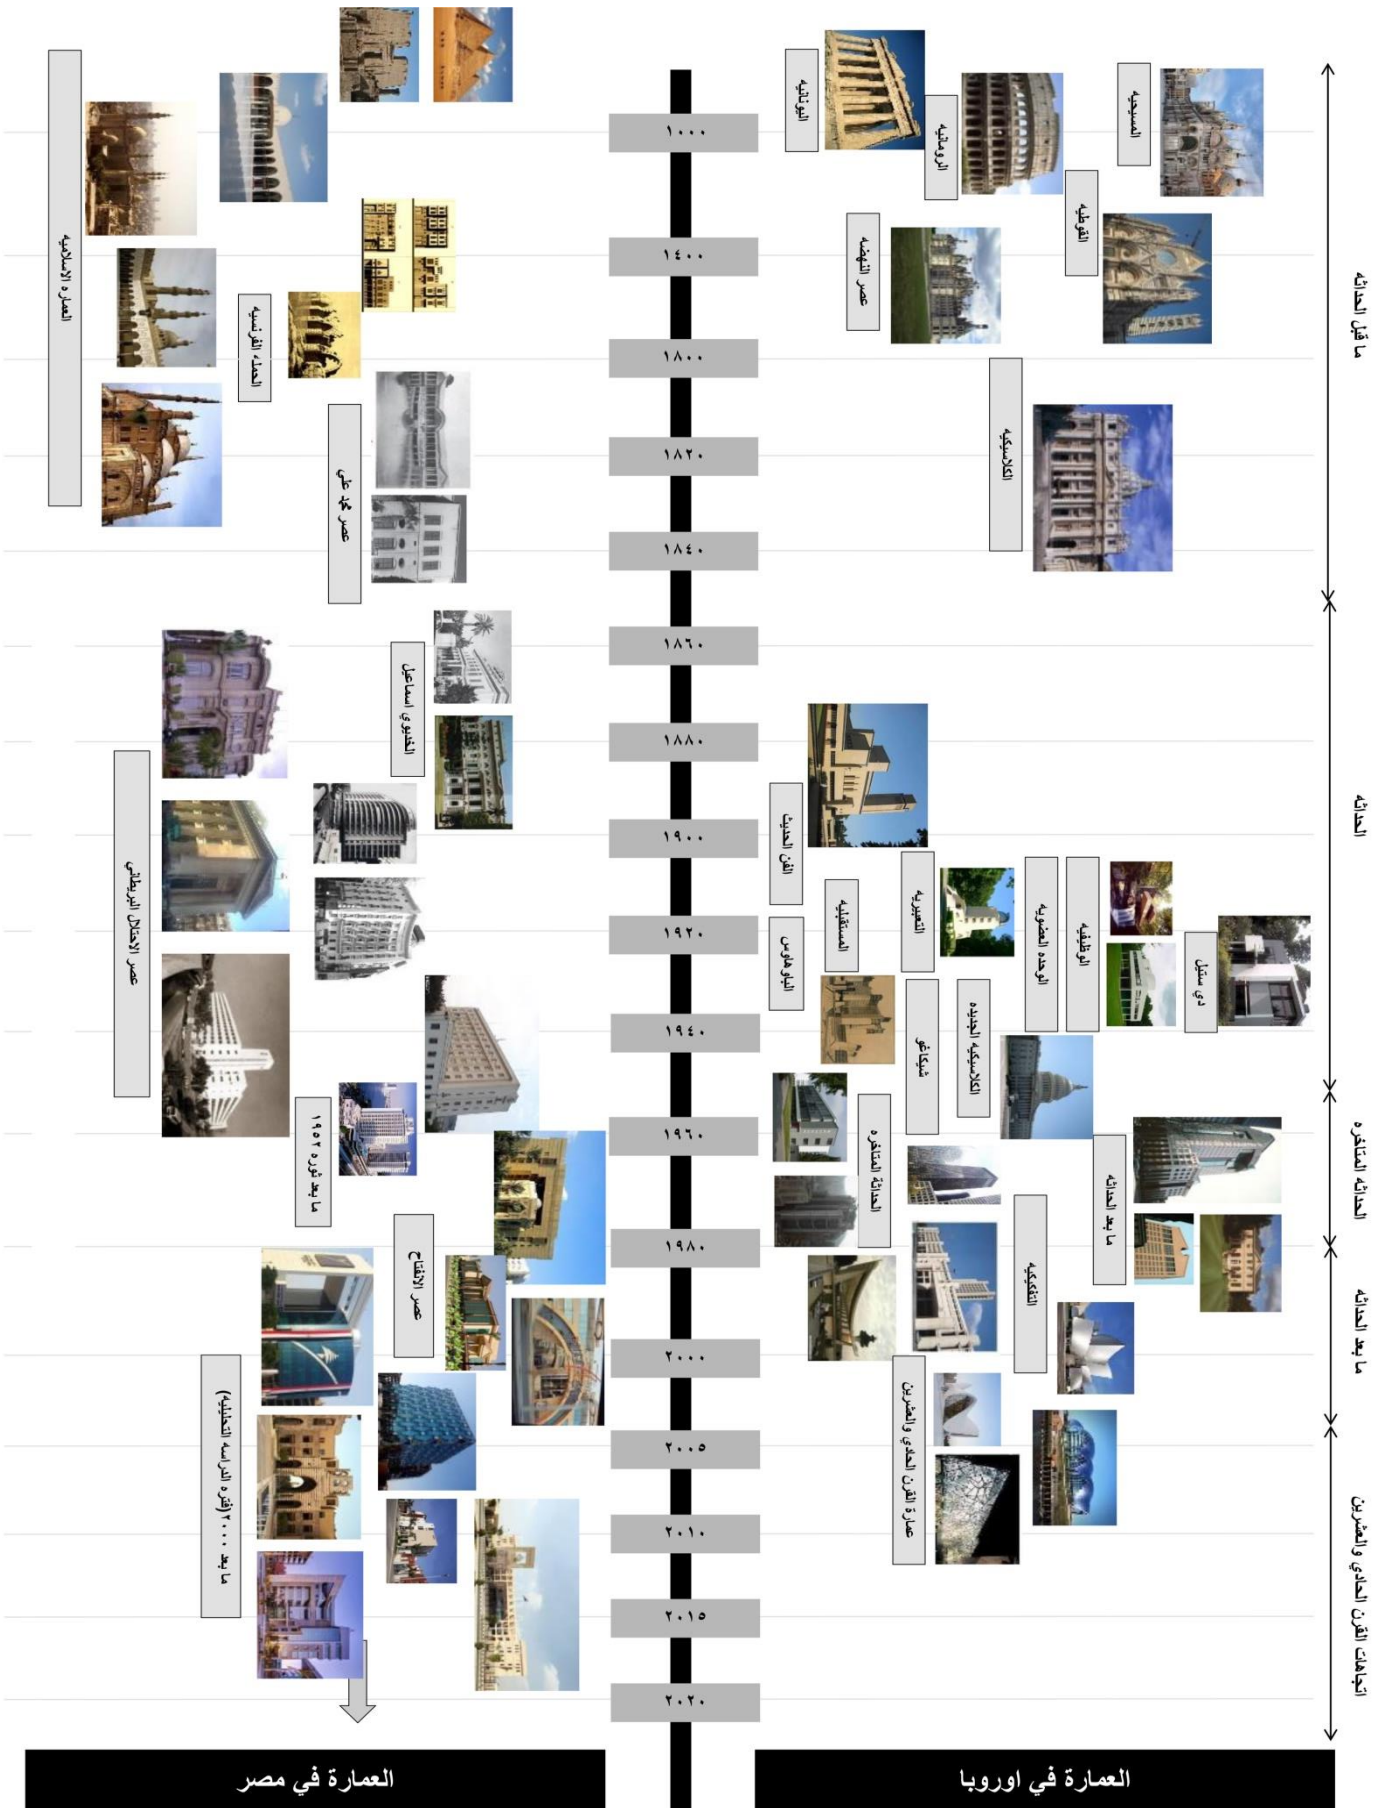 ما قبل الحداثه
الحداثه
الحداثه المتاخره
ما بعد الحداثه
اتجاهات القرن الحادي والعشرين
المسيحيه
القوطيه
الرومانيه
اليونانيه
عصر النهضه
الكلاسيكيه
دي ستيل
الوظيفيه
الوحده العضويه
التعبيريه
المستقبليه
الفن الحديث
الباوهاوس
الكلاسيكيه الجديده
شيكاغو
الحداثة المتاخره
ما بعد الحداثه
التفكيكيه
عمارة القرن الحادي والعشرين
١٠٠٠
١٤٠٠
١٨٠٠
١٨٢٠
١٨٤٠
١٨٦٠
١٨٨٠
١٩٠٠
١٩٢٠
١٩٤٠
١٩٦٠
١٩٨٠
٢٠٠٠
٢٠٠٥
٢٠١٠
٢٠١٥
٢٠٢٠
العماره الاسلاميه
الحمله الفرنسيه
عصر محمد علي
الخديوي اسماعيل
عصر الاحتلال البريطاني
ما بعد ثوره ١٩٥٢
عصر الانفتاح
ما بعد ٢٠٠٠(فتره الدراسه التحليليه)
العمارة في اوروبا
العمارة في مصر